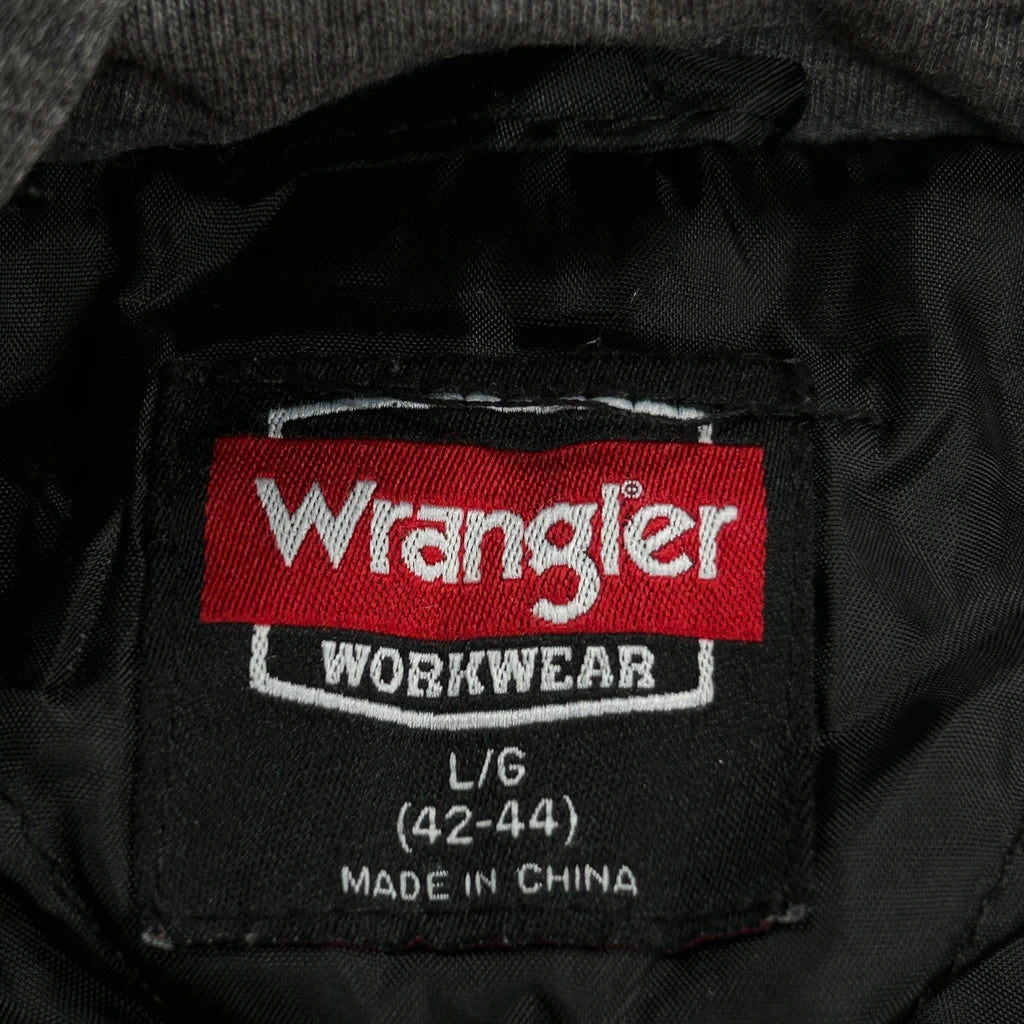 Wrangler®
WORKWEAR
L/G
(42-44)
MADE IN CHINA